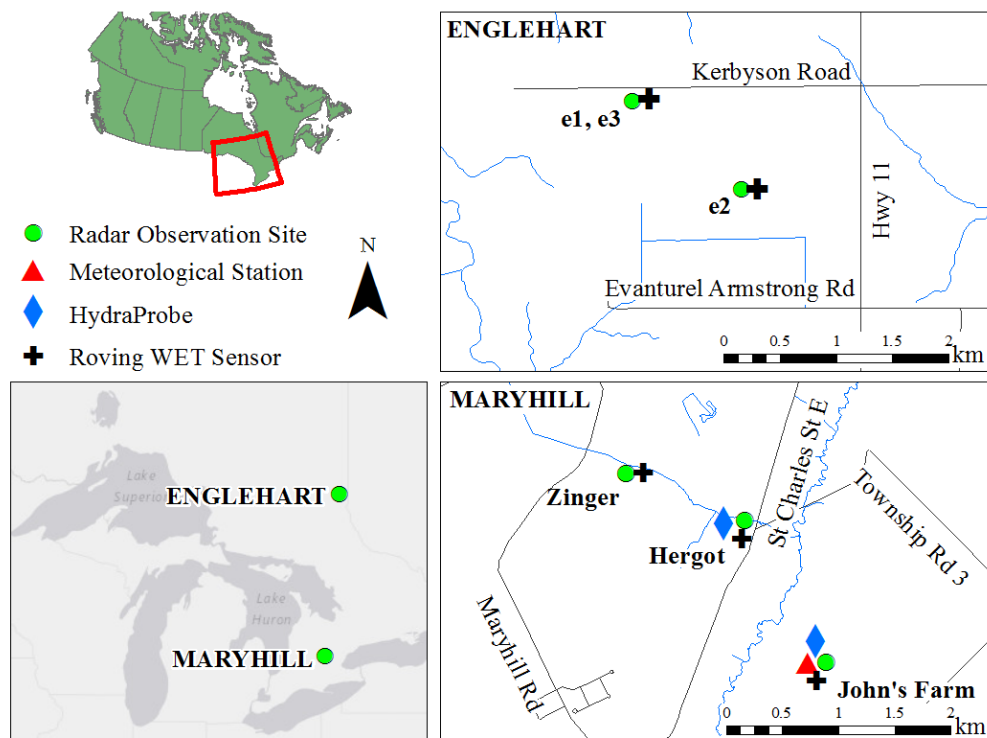 N
Radar Observation Site
Meteorological Station
HydraProbe
Roving WET Sensor
ENGLEHART
Kerbyson Road
e1, e3
e2
Hwy 11
Evanturel Armstrong Rd
0 0.5 1 1.5 2
km
Lake
Superior
ENGLEHART
Lake
Huron
MARYHILL
MARYHILL
St Charles St E
Township Rd 3
Zinger
Hergot
Maryhill Rd
John's Farm
0 0.5 1 1.5 2
km